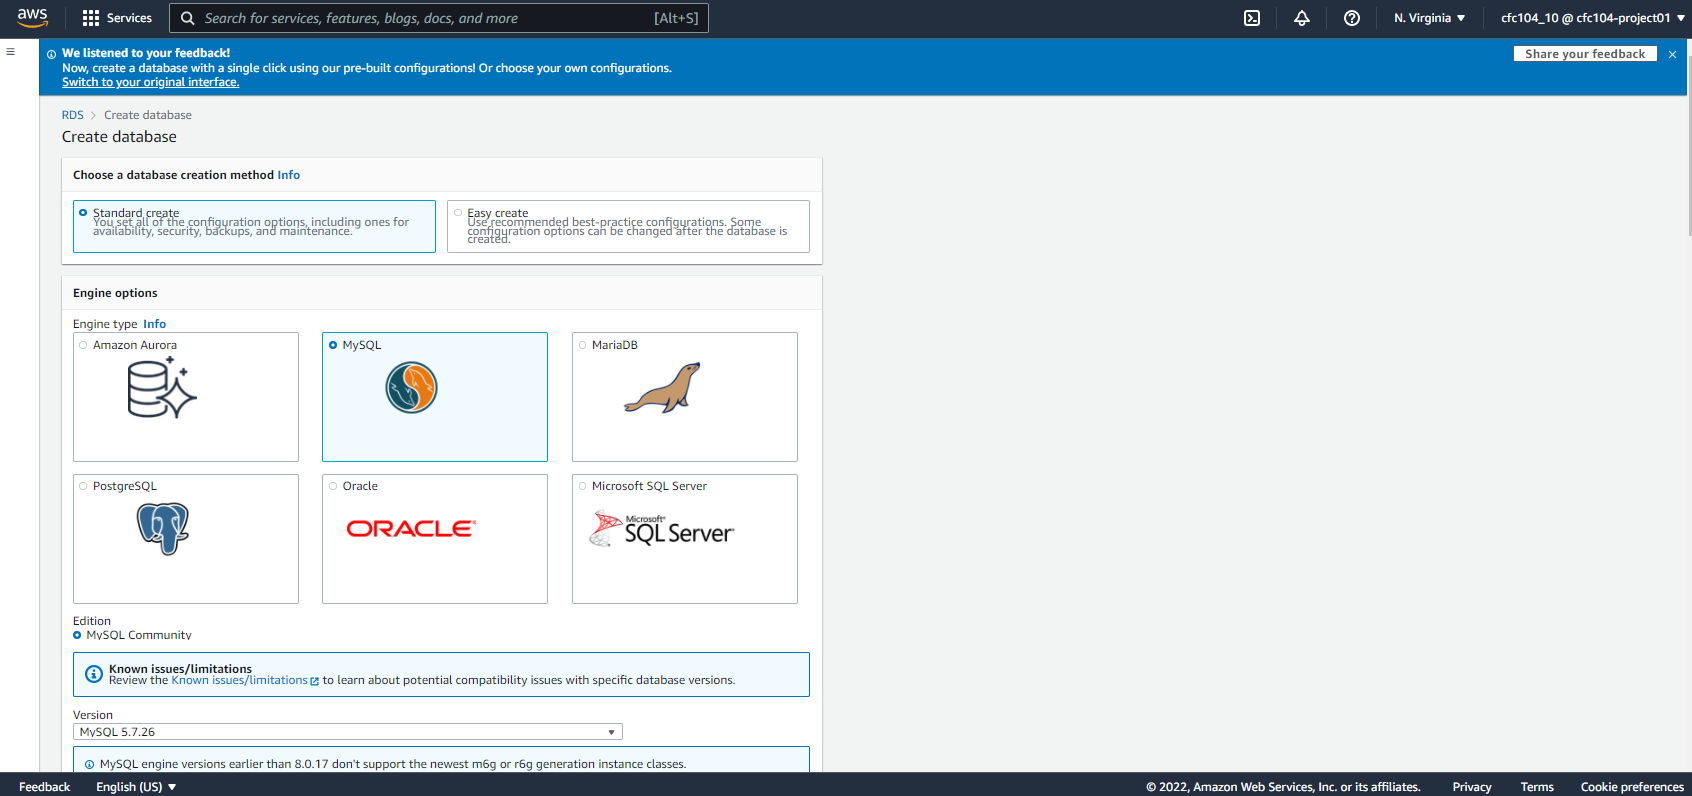 aws
Services
Search for services, features, blogs, docs, and more
[Alt+S]
N. Virginia
cfc104_10 @ cfc104-project01
We listened to your feedback!
Now, create a database with a single click using our pre-built configurations! Or choose your own configurations.
Switch to your original interface.
Share your feedback
RDS
Create database
Create database
Choose a database creation method Info
Standard create
You set all of the configuration options, including ones for
availability, security, backups, and maintenance.
Easy create
Use recommended best-practice configurations. Some
configuration options can be changed after the database is
created.
Engine options
Engine type Info
Amazon Aurora
MySQL
MariaDB
PostgreSQL
Oracle
ORACLE
Microsoft SQL Server
Microsoft®
SQL Server
Edition
MySQL Community
Known issues/limitations
Review the Known issues/limitations to learn about potential compatibility issues with specific database versions.
Version
MySQL 5.7.26
MySQL engine versions earlier than 8.0.17 don't support the newest m6g or r6g generation instance classes.
Feedback
English (US)
© 2022, Amazon Web Services, Inc. or its affiliates.
Privacy
Terms
Cookie preferences